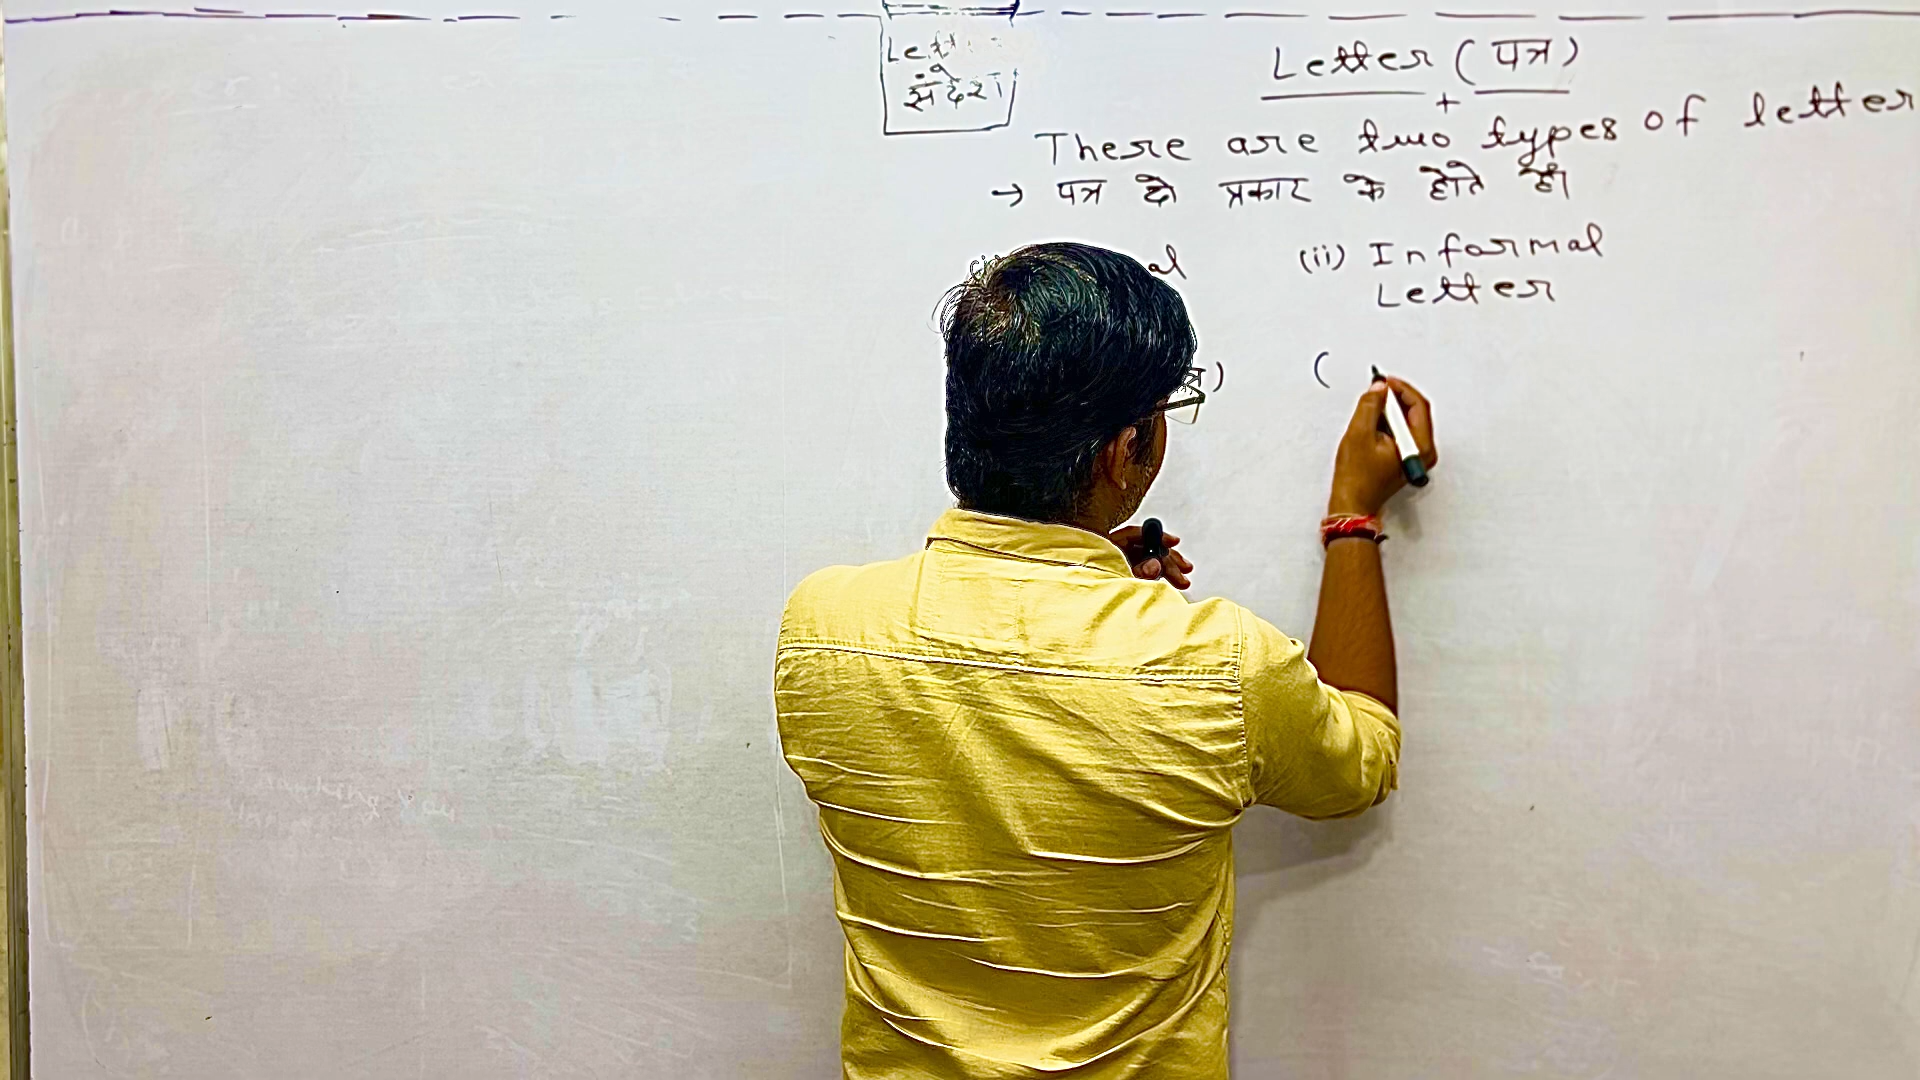 संदेश
Letter (पत्र)
There are two types of letter
→ पत्र दो प्रकार के होते हैं।
(ii) Informal
Letter
(